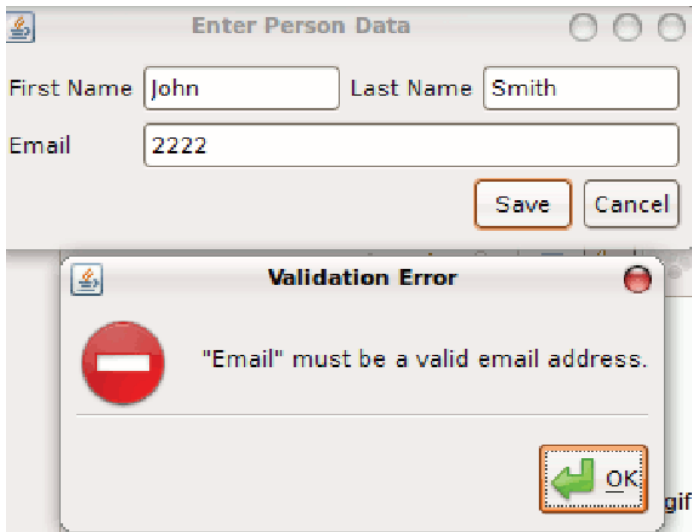 Enter Person Data
First Name John Last Name Smith
Email 2222
Save Cancel
Validation Error
"Email" must be a valid email address.
OK
gif